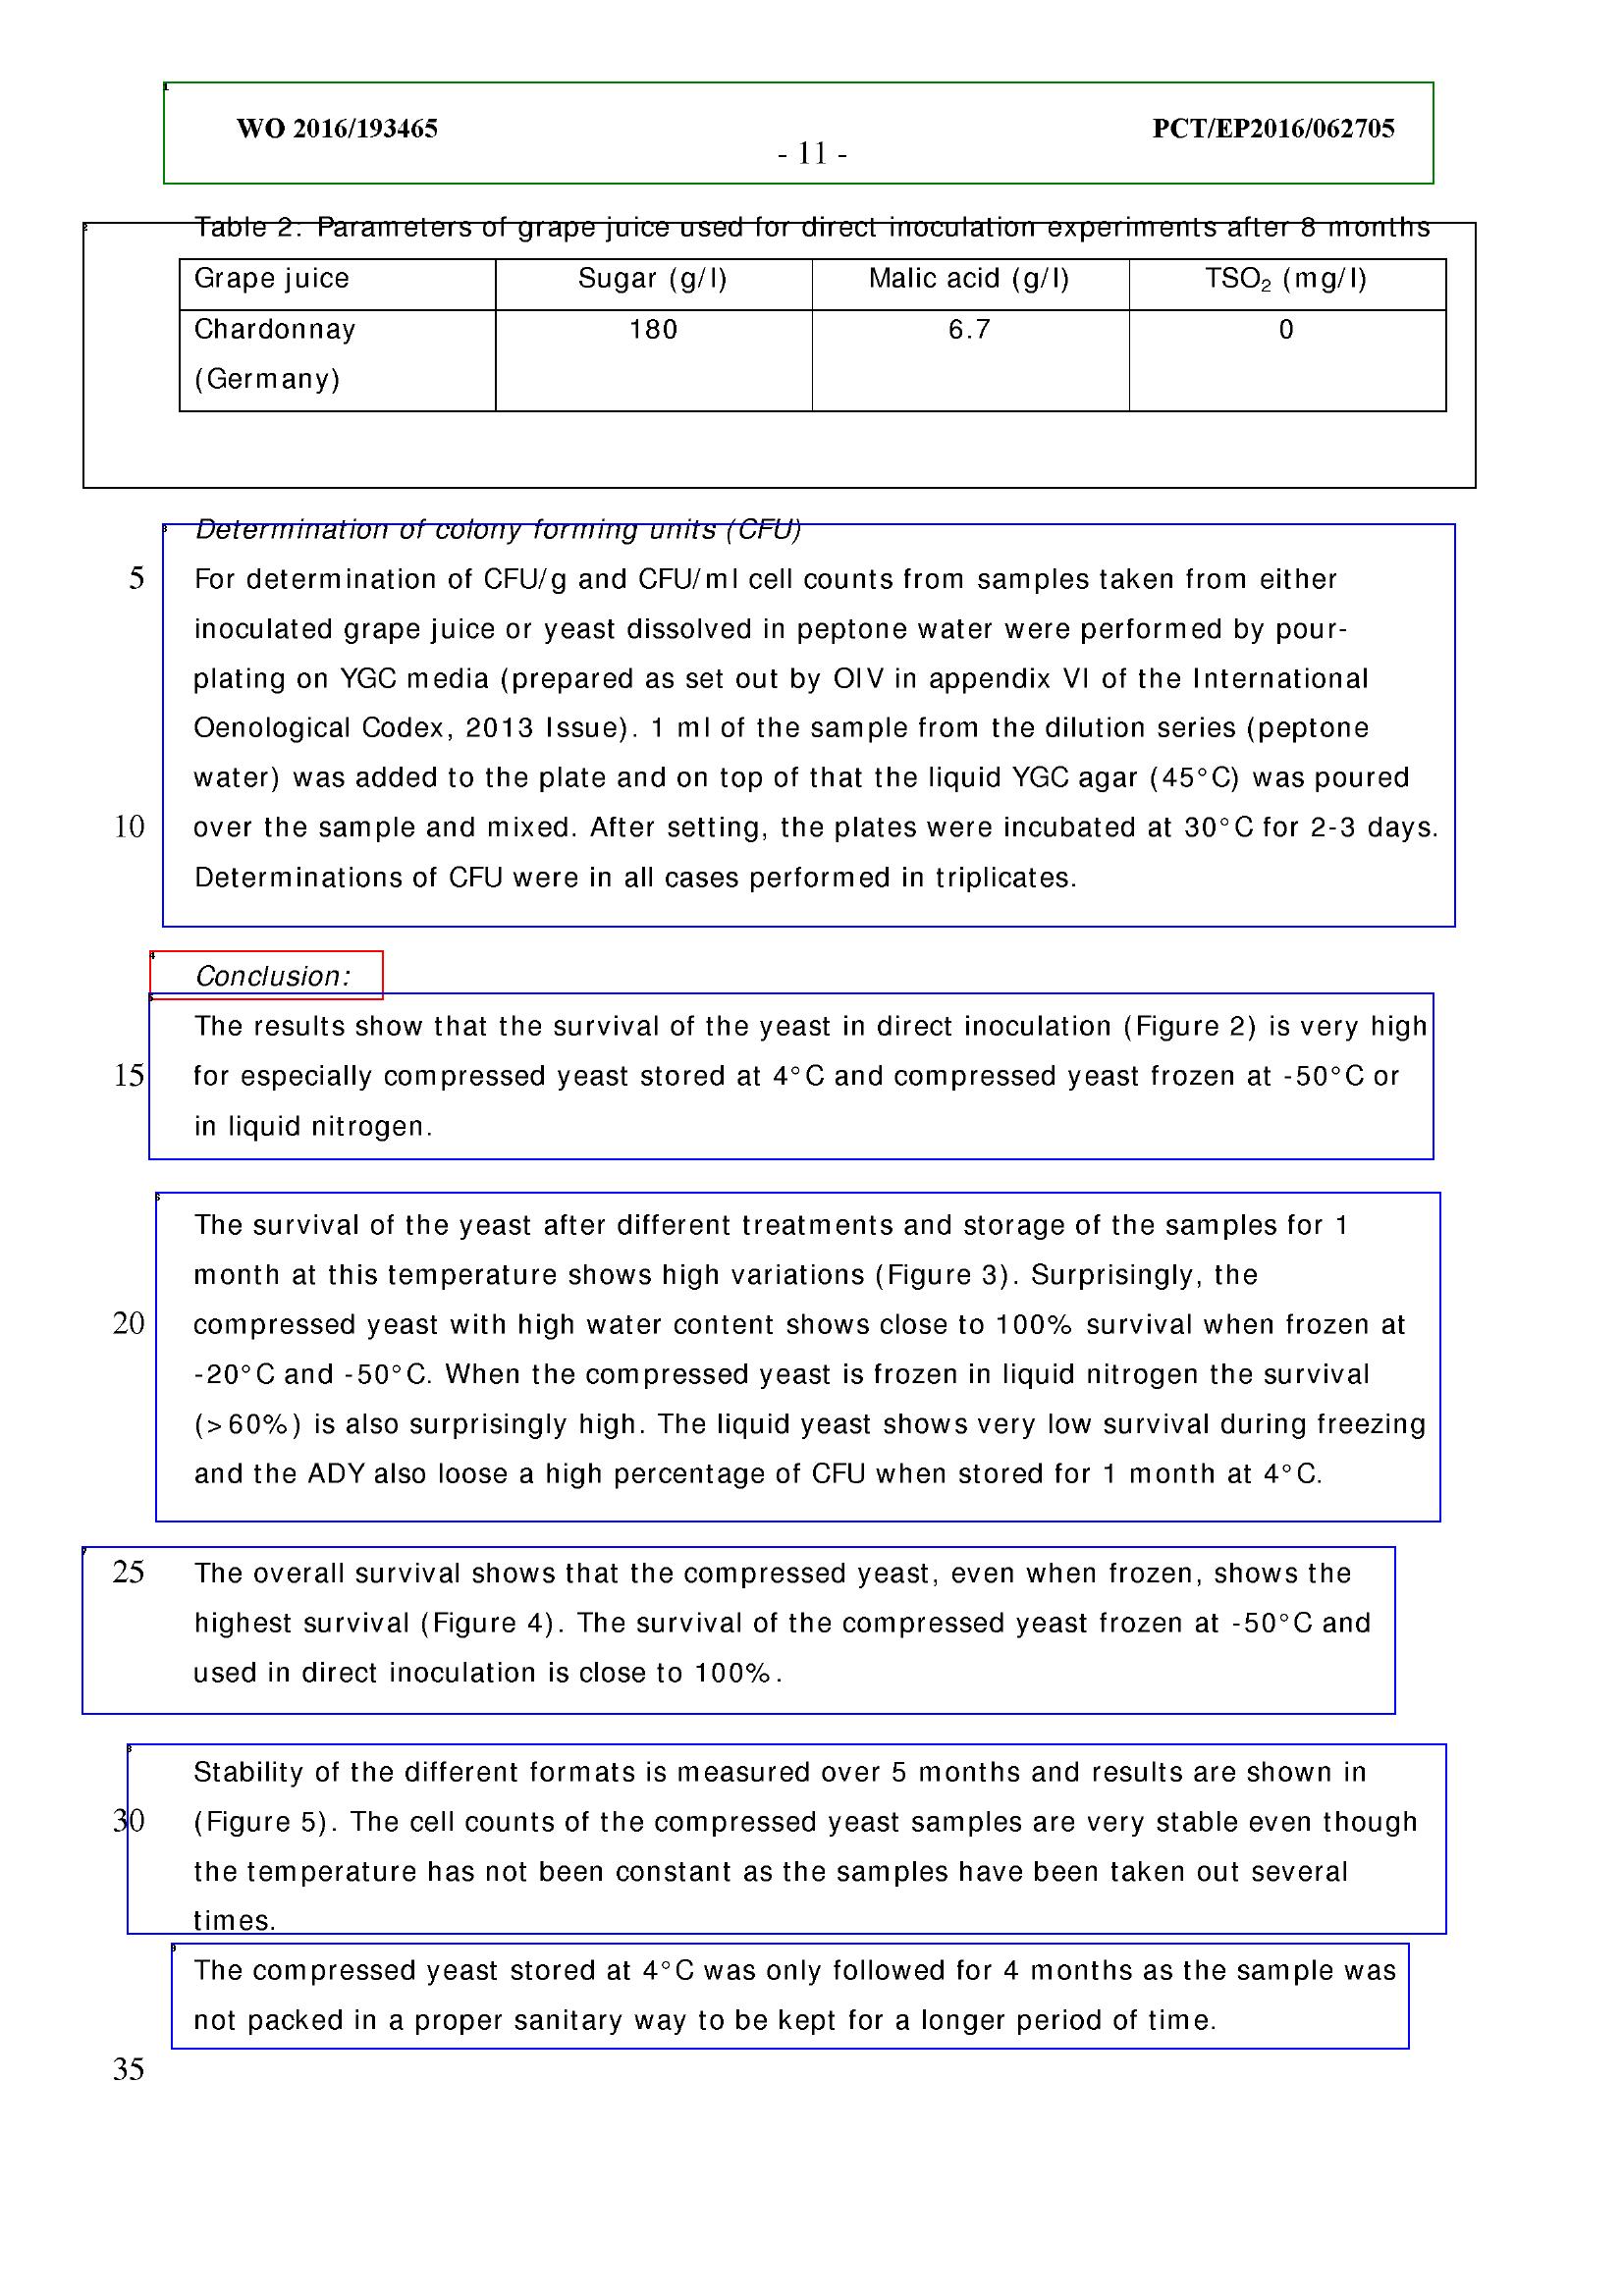 WO 2016/193465 PCT/EP2016/062705
- 11 -
Table 2: Parameters of grape juice used for direct inoculation experiments after 8 months
Grape juice Sugar (g/l) Malic acid (g/l) TSO₂ (mg/l)
Chardonnay 180 6.7 0
(Germany)
Determination of colony forming units (CFU)
5 For determination of CFU/g and CFU/ml cell counts from samples taken from either
inoculated grape juice or yeast dissolved in peptone water were performed by pour-
plating on YGC media (prepared as set out by OIV in appendix VI of the International
Oenological Codex, 2013 Issue). 1 ml of the sample from the dilution series (peptone
water) was added to the plate and on top of that the liquid YGC agar (45°C) was poured
10 over the sample and mixed. After setting, the plates were incubated at 30°C for 2-3 days.
Determinations of CFU were in all cases performed in triplicates.
Conclusion:
The results show that the survival of the yeast in direct inoculation (Figure 2) is very high
15 for especially compressed yeast stored at 4°C and compressed yeast frozen at -50°C or
in liquid nitrogen.
The survival of the yeast after different treatments and storage of the samples for 1
month at this temperature shows high variations (Figure 3). Surprisingly, the
20 compressed yeast with high water content shows close to 100% survival when frozen at
-20°C and -50°C. When the compressed yeast is frozen in liquid nitrogen the survival
(>60%) is also surprisingly high. The liquid yeast shows very low survival during freezing
and the ADY also loose a high percentage of CFU when stored for 1 month at 4°C.
25 The overall survival shows that the compressed yeast, even when frozen, shows the
highest survival (Figure 4). The survival of the compressed yeast frozen at -50°C and
used in direct inoculation is close to 100%.
Stability of the different formats is measured over 5 months and results are shown in
30 (Figure 5). The cell counts of the compressed yeast samples are very stable even though
the temperature has not been constant as the samples have been taken out several
times.
The compressed yeast stored at 4°C was only followed for 4 months as the sample was
not packed in a proper sanitary way to be kept for a longer period of time.
35